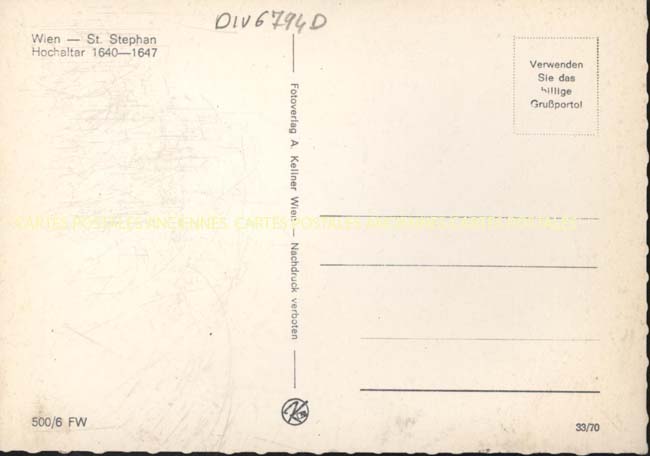 DIV6794D
Wien — St. Stephan
Hochaltar 1640—1647
Verwenden
Sie das
billige
Grußporto!
Fotoverlag A. Kellner Wien — Nachdruck verboten
CARTES POSTALES ANCIENNES CARTES POSTALES ANCIENNES CARTES POSTALES
500/6 FW
33/70